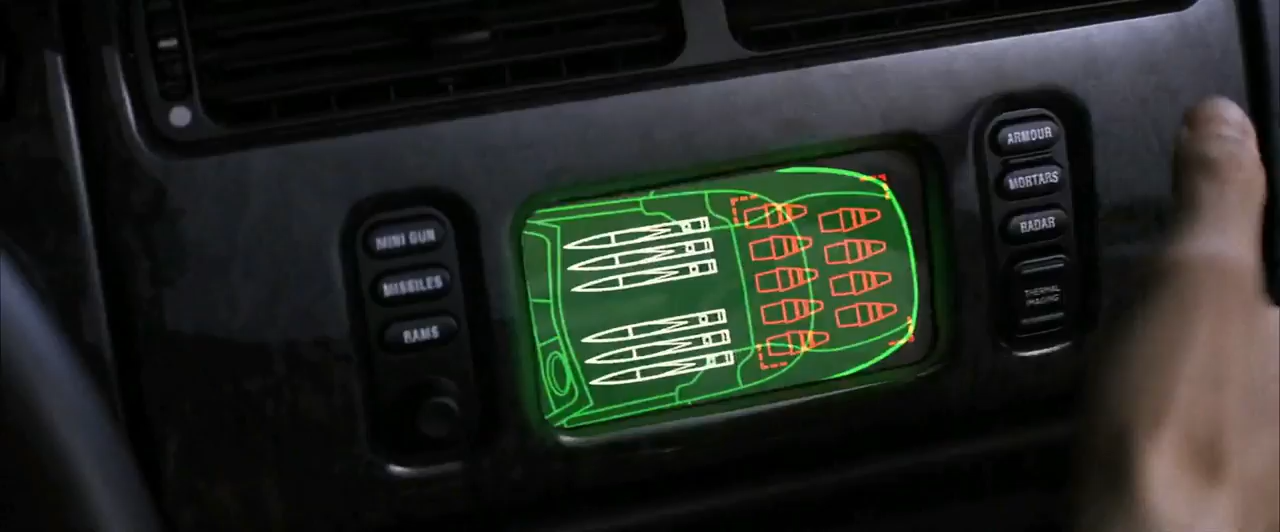 MINI GUN
MISSILES
RAMS
ARMOUR
MORTARS
RADAR
THERMAL
IMAGING